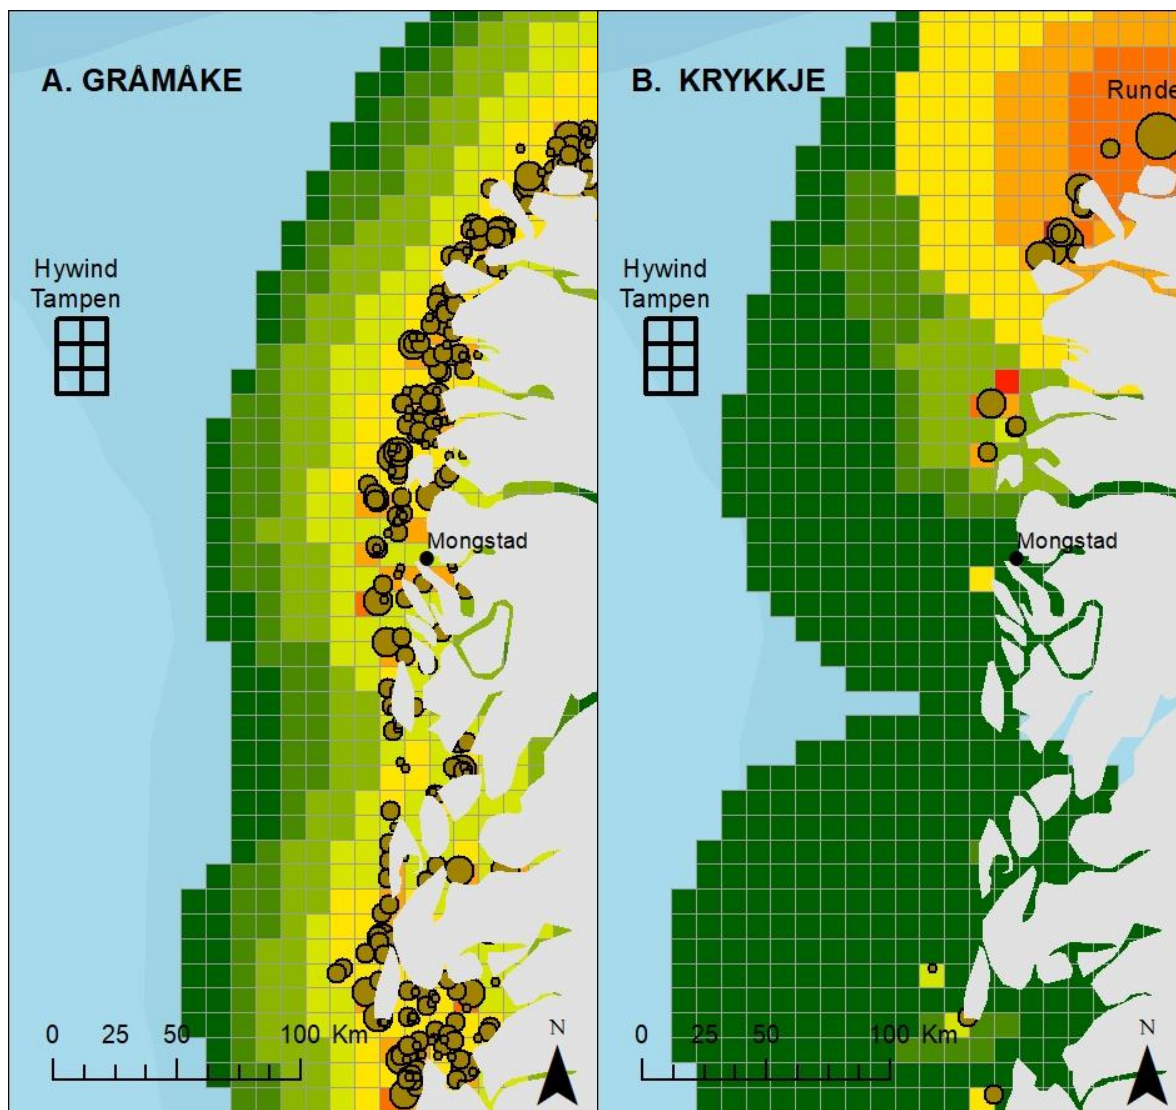 A. GRÅMÅKE
Hywind
Tampen
Mongstad
0 25 50 100 Km
N
B. KRYKKJE
Runde
Hywind
Tampen
Mongstad
0 25 50 100 Km
N